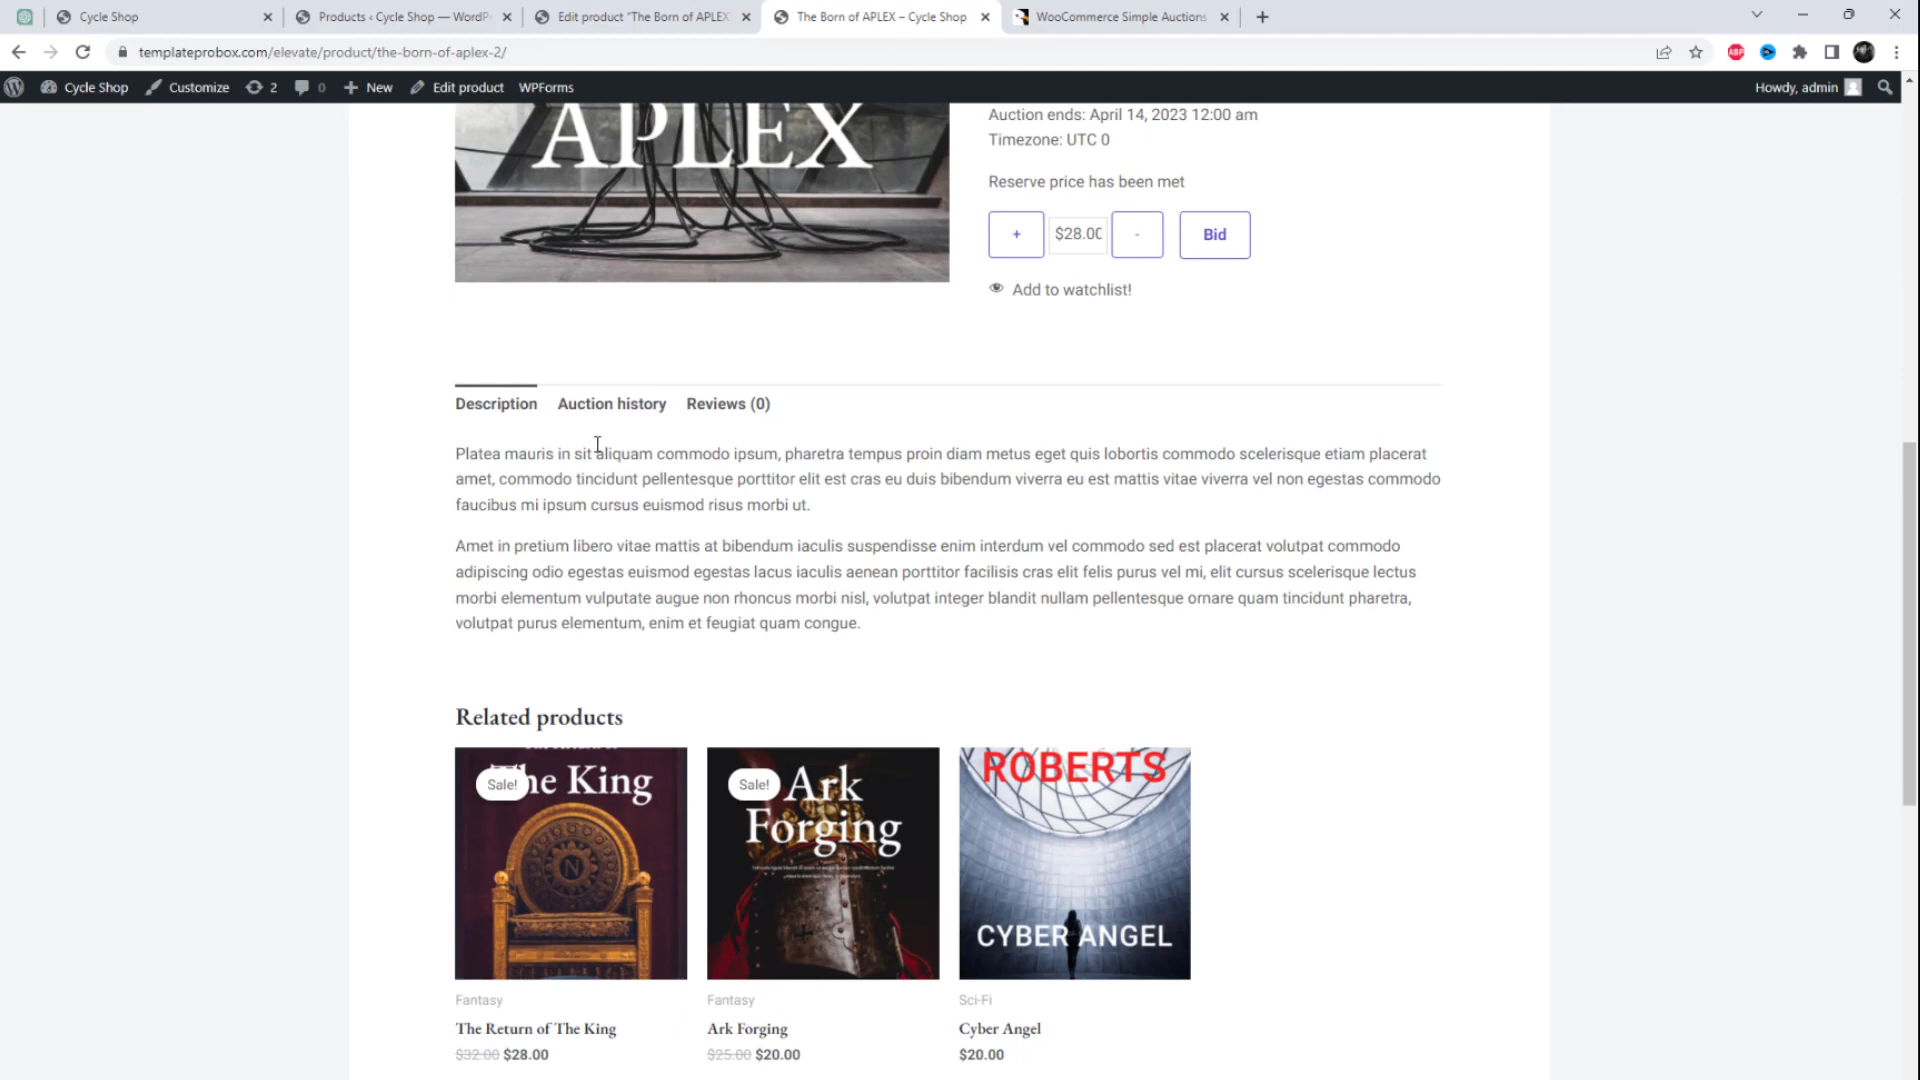 Cycle Shop
Products ‹ Cycle Shop — WordPr
Edit product "The Born of APLEX"
The Born of APLEX – Cycle Shop
WooCommerce Simple Auctions
templateprobox.com/elevate/product/the-born-of-aplex-2/
ABP
Cycle Shop
Customize
2
0
New
Edit product
WPForms
Howdy, admin
APLEX
Auction ends: April 14, 2023 12:00 am
Timezone: UTC 0
Reserve price has been met
+
$28.00
-
Bid
Add to watchlist!
Description
Auction history
Reviews (0)
Platea mauris in sit aliquam commodo ipsum, pharetra tempus proin diam metus eget quis lobortis commodo scelerisque etiam placerat
amet, commodo tincidunt pellentesque porttitor elit est cras eu duis bibendum viverra eu est mattis vitae viverra vel non egestas commodo
faucibus mi ipsum cursus euismod risus morbi ut.
Amet in pretium libero vitae mattis at bibendum iaculis suspendisse enim interdum vel commodo sed est placerat volutpat commodo
adipiscing odio egestas euismod egestas lacus iaculis aenean porttitor facilisis cras elit felis purus vel mi, elit cursus scelerisque lectus
morbi elementum vulputate augue non rhoncus morbi nisl, volutpat integer blandit nullam pellentesque ornare quam tincidunt pharetra,
volutpat purus elementum, enim et feugiat quam congue.
Related products
Sale!
The King
N
Sale!
Ark
Forging
ROBERTS
CYBER ANGEL
Fantasy
The Return of The King
$32.00 $28.00
Fantasy
Ark Forging
$25.00 $20.00
Sci-Fi
Cyber Angel
$20.00